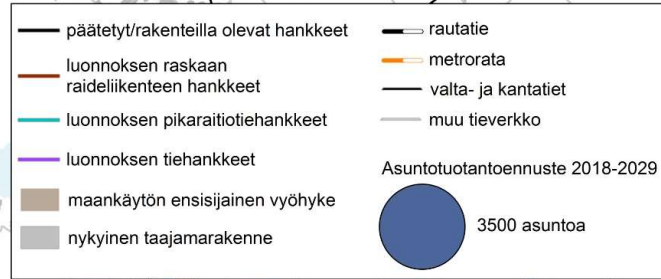 päätetyt/rakenteilla olevat hankkeet
luonnoksen raskaan
raideliikenteen hankkeet
luonnoksen pikaraitiotiehankkeet
luonnoksen tiehankkeet
maankäytön ensisijainen vyöhyke
nykyinen taajamarakenne
rautatie
metrorata
valta- ja kantatiet
muu tieverkko
Asuntotuotantoennuste 2018-2029
3500 asuntoa